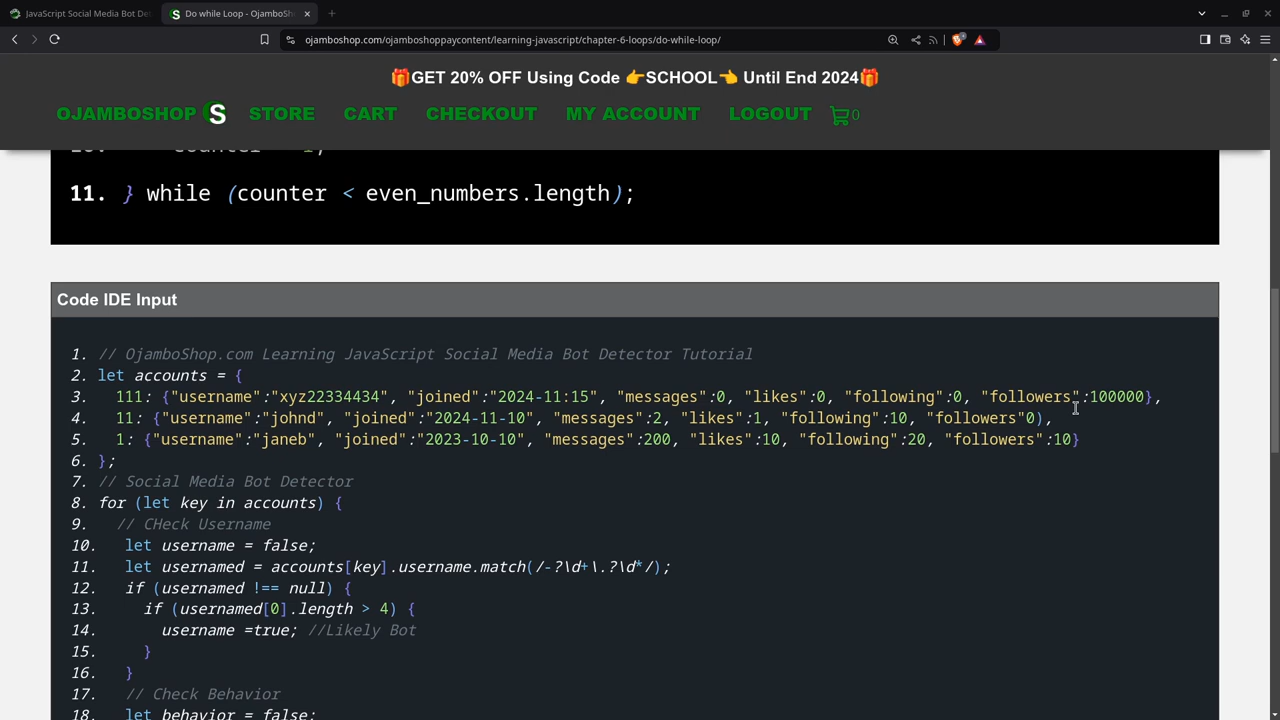 JavaScript Social Media Bot De
Do while Loop - OjamboSh
ojamboshop.com/ojamboshoppaycontent/learning-javascript/chapter-6-loops/do-while-loop/
🎁GET 20% OFF Using Code 👉SCHOOL👈 Until End 2024🎁
OJAMBOSHOP S STORE CART CHECKOUT MY ACCOUNT LOGOUT 0
11. } while (counter < even_numbers.length);
Code IDE Input
1. // OjamboShop.com Learning JavaScript Social Media Bot Detector Tutorial
2. let accounts = {
3. 111: {"username":"xyz22334434", "joined":"2024-11:15", "messages":0, "likes":0, "following":0, "followers":100000},
4. 11: {"username":"johnd", "joined":"2024-11-10", "messages":2, "likes":1, "following":10, "followers"0),
5. 1: {"username":"janeb", "joined":"2023-10-10", "messages":200, "likes":10, "following":20, "followers":10}
6. };
7. // Social Media Bot Detector
8. for (let key in accounts) {
9. // CHeck Username
10. let username = false;
11. let usernamed = accounts[key].username.match(/-?\d+\.?\d*/);
12. if (usernamed !== null) {
13. if (usernamed[0].length > 4) {
14. username =true; //Likely Bot
15. }
16. }
17. // Check Behavior
18. let behavior = false;